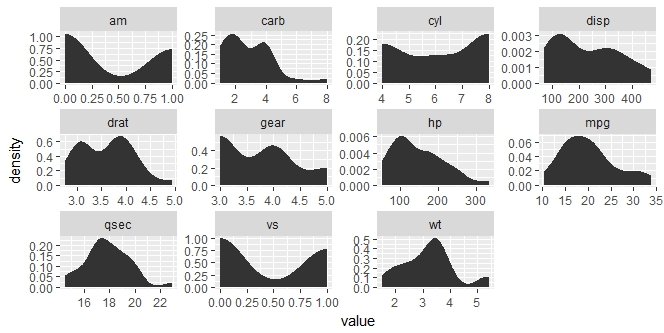 am carb cyl disp
1.00 0.75 0.50 0.25 0.00
0.25 0.20 0.15 0.10 0.05 0.00
0.20 0.15 0.10 0.05 0.00
0.003 0.002 0.001 0.000
0.00 0.25 0.50 0.75 1.00
2 4 6 8
4 5 6 7 8
100 200 300 400
drat gear hp mpg
0.6 0.4 0.2 0.0
0.4 0.2 0.0
0.006 0.004 0.002 0.000
0.06 0.04 0.02 0.00
3.0 3.5 4.0 4.5 5.0
3.0 3.5 4.0 4.5 5.0
100 200 300
10 15 20 25 30 35
qsec vs wt
0.20 0.15 0.10 0.05 0.00
1.00 0.75 0.50 0.25 0.00
0.5 0.4 0.3 0.2 0.1 0.0
16 18 20 22
0.00 0.25 0.50 0.75 1.00
2 3 4 5
density
value